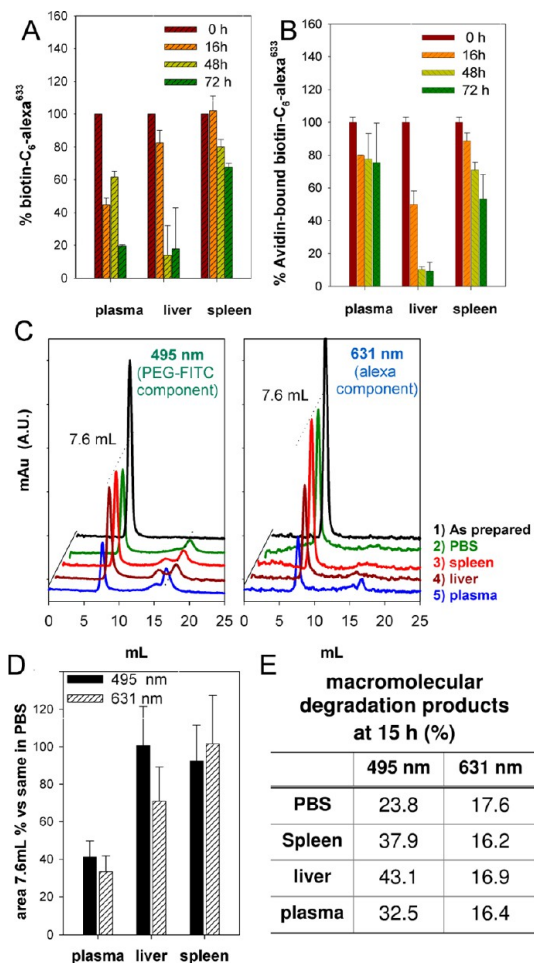 A
0 h
16h
48h
72 h
% biotin-C6-alexa633
120
100
80
60
40
20
0
plasma liver spleen
B
0 h
16h
48h
72 h
% Avidin-bound biotin-C6-alexa633
160
140
120
100
80
60
40
20
0
plasma liver spleen
C
495 nm
(PEG-FITC
component)
7.6 mL
mAu (A.U.)
0 5 10 15 20 25
mL
631 nm
(alexa
component)
7.6 mL
0 5 10 15 20 25
mL
1) As prepared
2) PBS
3) spleen
4) liver
5) plasma
D
495 nm
631 nm
area 7.6mL % vs same in PBS
120
100
80
60
40
20
0
plasma liver spleen
E
macromolecular
degradation products
at 15 h (%)
495 nm 631 nm
PBS 23.8 17.6
Spleen 37.9 16.2
liver 43.1 16.9
plasma 32.5 16.4